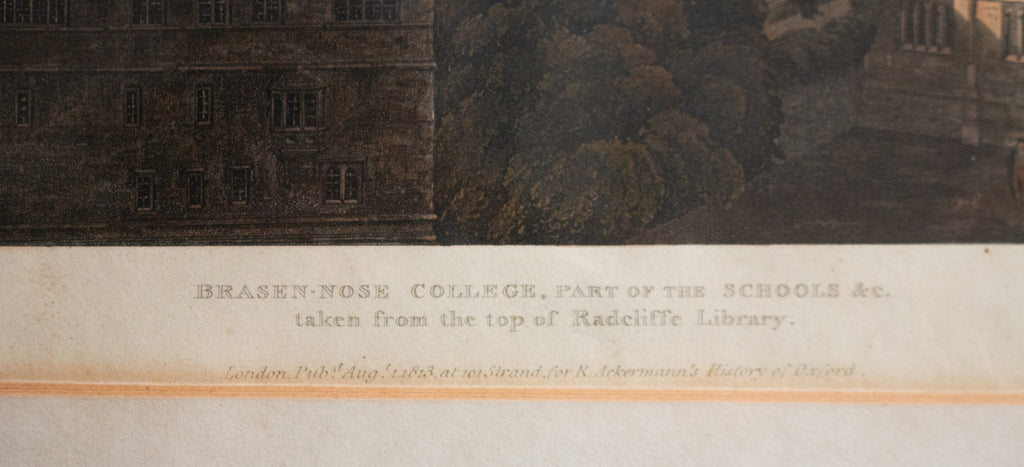 BRASEN-NOSE COLLEGE, PART OF THE SCHOOLS &c.
taken from the top of Radcliffe Library.
London, Pub.d Aug.t 1, 1813, at 101 Strand, for R. Ackermann's History of Oxford.